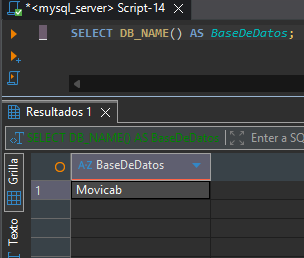 *<mysql_server> Script-14
SELECT DB_NAME() AS BaseDeDatos;
Resultados 1
SELECT DB_NAME() AS BaseDeDatos
Enter a SQ
Grilla
Texto
A-Z BaseDeDatos
1
Movicab